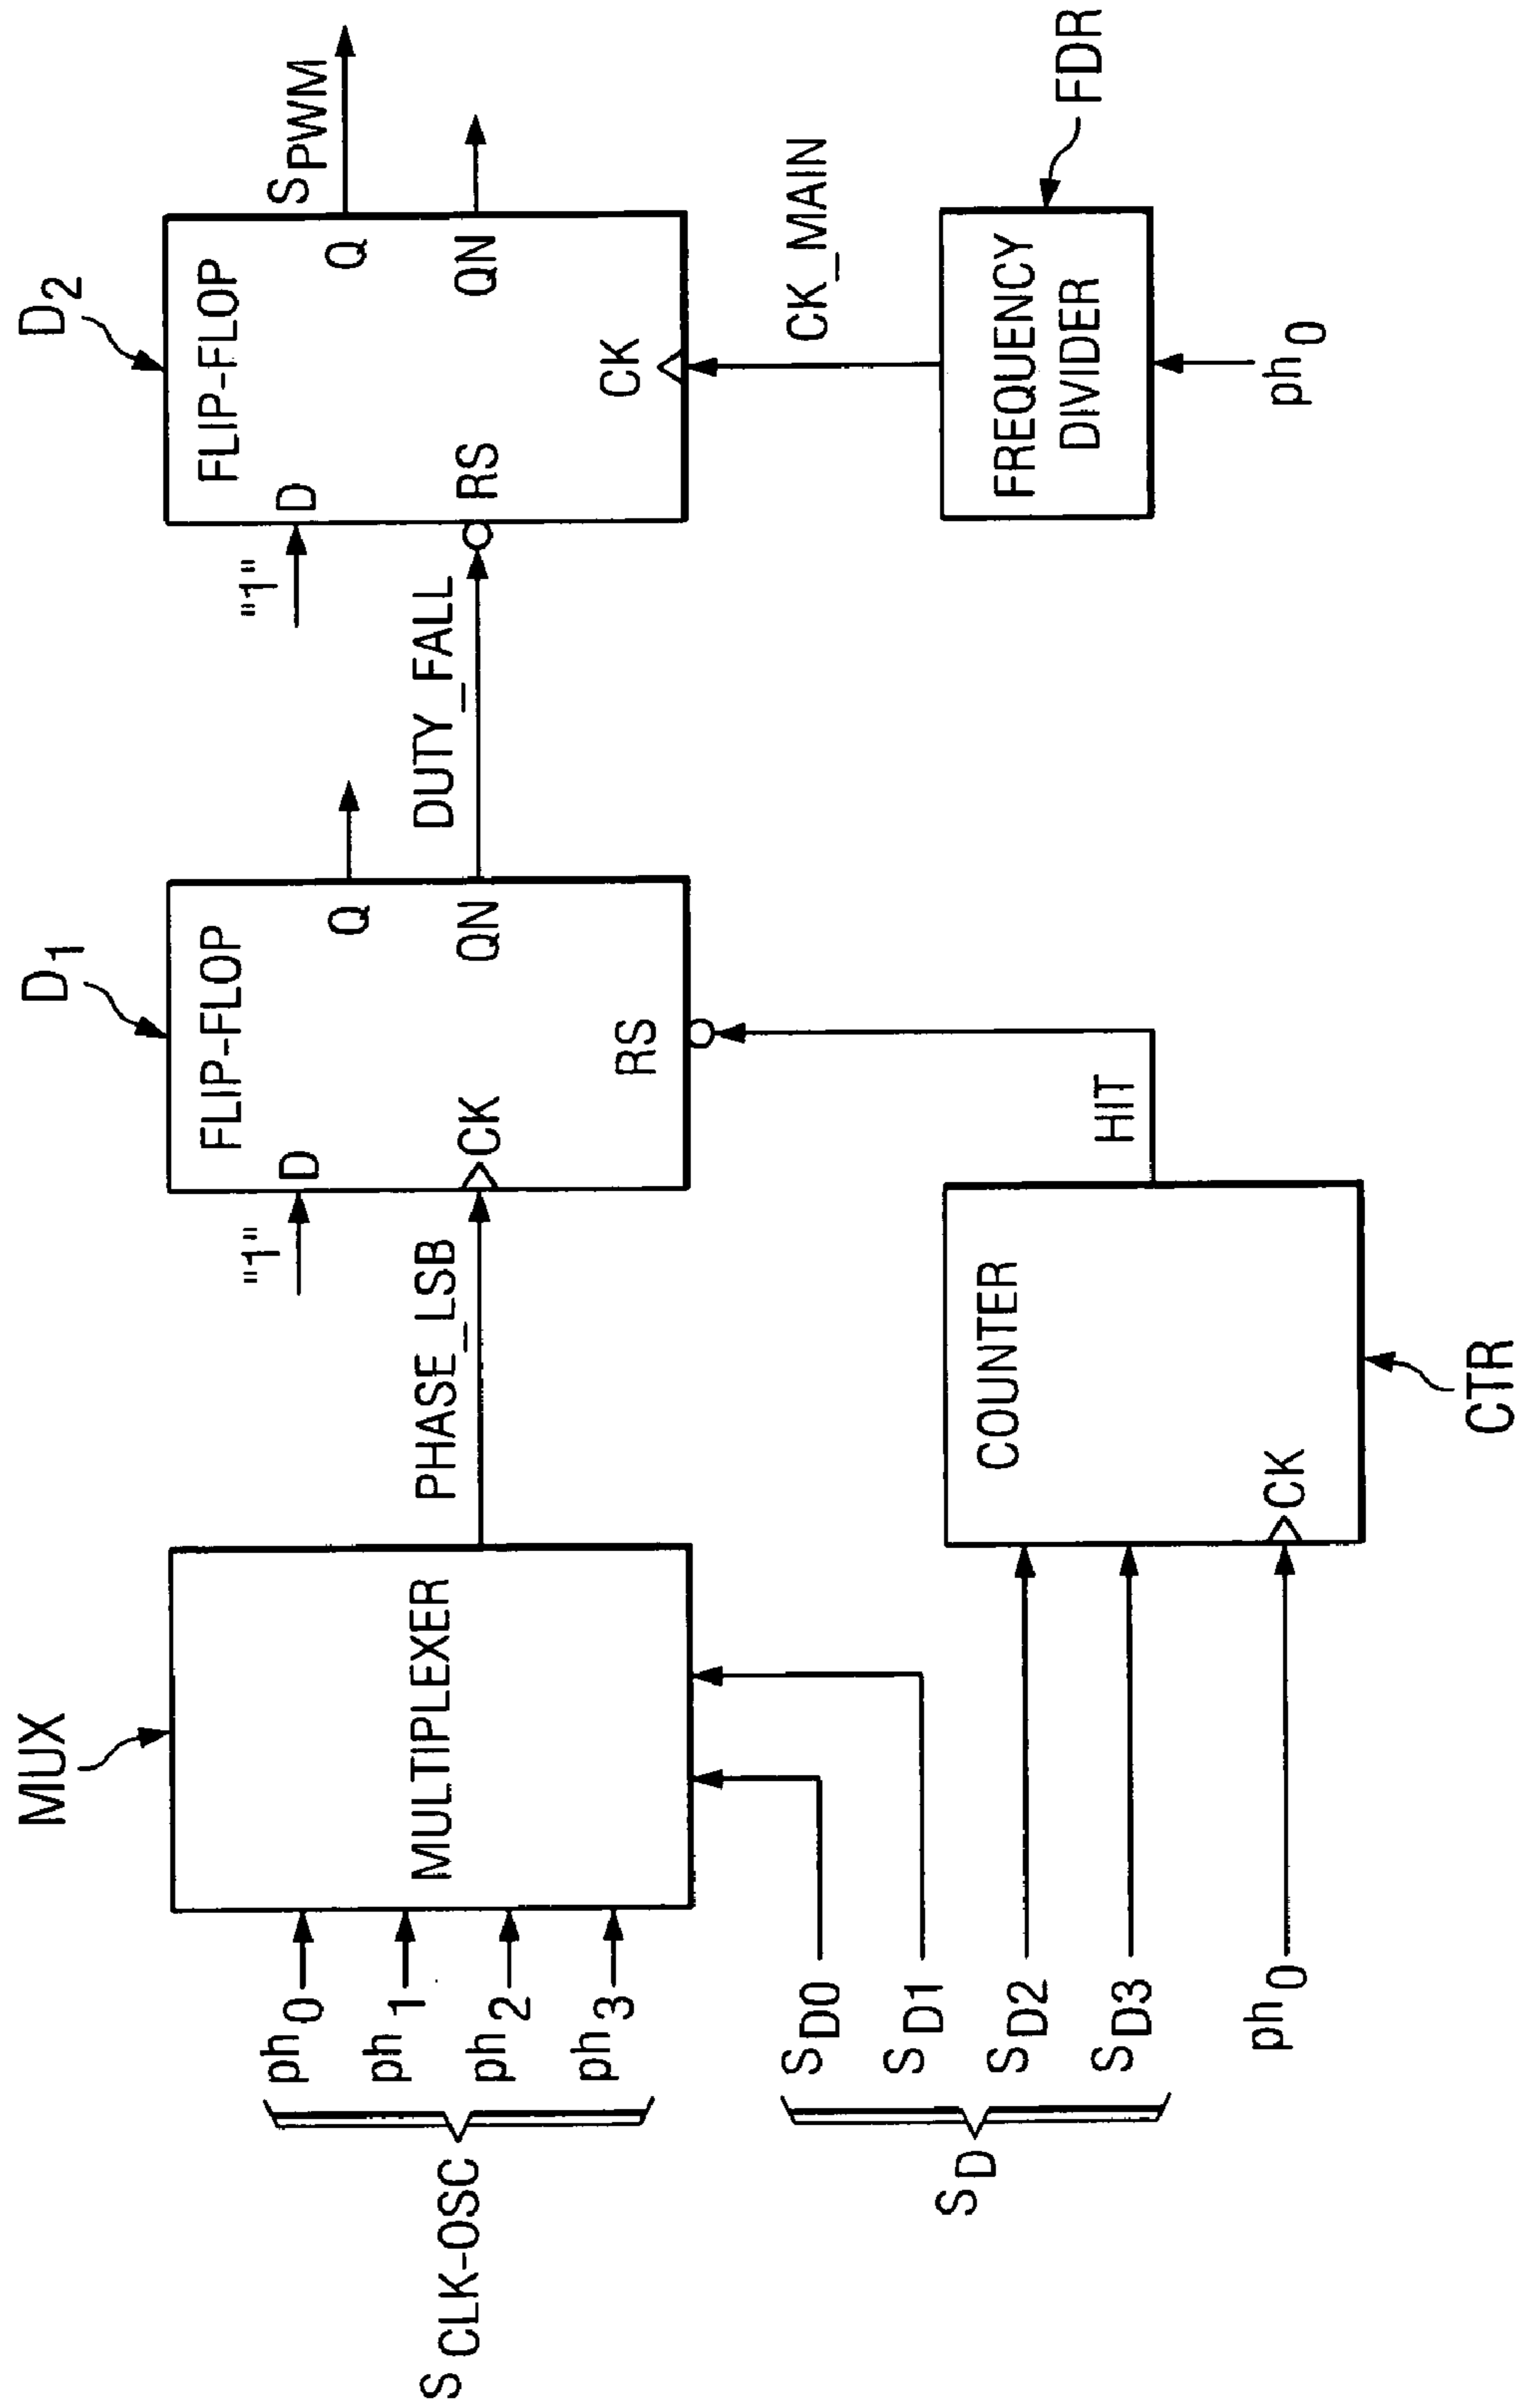 MUX
MULTIPLEXER
S CLK-OSC
ph0
ph1
ph2
ph3
PHASE_LSB
D1
FLIP-FLOP
"1"
D
Q
CK
QN
RS
DUTY_FALL
D2
FLIP-FLOP
"1"
D
Q
SPWM
RS
QN
CK
SD
SD0
SD1
SD2
SD3
ph0
COUNTER
CK
CTR
HIT
CK_MAIN
FREQUENCY
DIVIDER
FDR
ph0